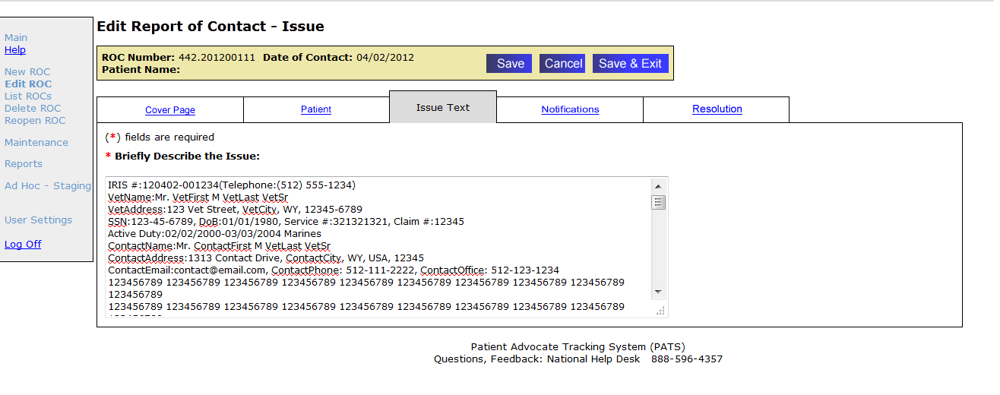 Edit Report of Contact - Issue
Main
Help
New ROC
Edit ROC
List ROCs
Delete ROC
Reopen ROC
Maintenance
Reports
Ad Hoc - Staging
User Settings
Log Off
ROC Number: 442.201200111 Date of Contact: 04/02/2012
Patient Name:
Save Cancel Save & Exit
Cover Page Patient Issue Text Notifications Resolution
(*) fields are required
* Briefly Describe the Issue:
IRIS #:120402-001234(Telephone:(512) 555-1234)
VetName:Mr. VetFirst M VetLast VetSr
VetAddress:123 Vet Street, VetCity, WY, 12345-6789
SSN:123-45-6789, DoB:01/01/1980, Service #:321321321, Claim #:12345
Active Duty:02/02/2000-03/03/2004 Marines
ContactName:Mr. ContactFirst M VetLast VetSr
ContactAddress:1313 Contact Drive, ContactCity, WY, USA, 12345
ContactEmail:contact@email.com, ContactPhone: 512-111-2222, ContactOffice: 512-123-1234
123456789 123456789 123456789 123456789 123456789 123456789 123456789 123456789 123456789
123456789
123456789 123456789 123456789 123456789 123456789 123456789 123456789 123456789 123456789
Patient Advocate Tracking System (PATS)
Questions, Feedback: National Help Desk 888-596-4357